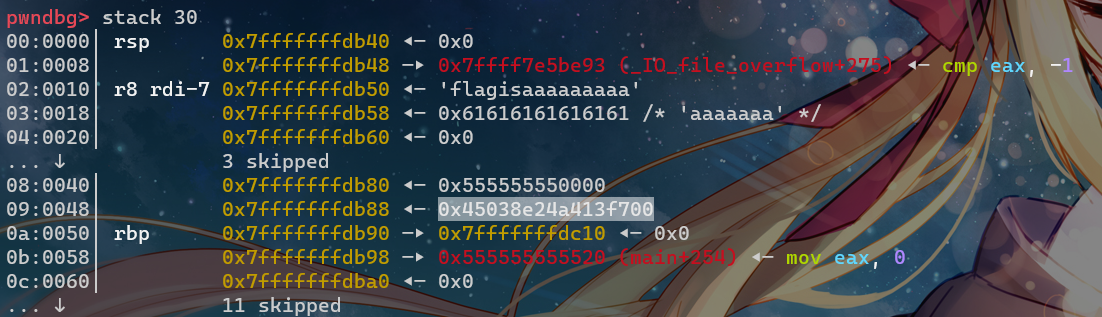 pwndbg> stack 30
00:0000│ rsp 0x7fffffffdb40 ◂— 0x0
01:0008│ 0x7fffffffdb48 —▸ 0x7ffff7e5be93 (_IO_file_overflow+275) ◂— cmp eax, -1
02:0010│ r8 rdi-7 0x7fffffffdb50 ◂— 'flagisaaaaaaaaa'
03:0018│ 0x7fffffffdb58 ◂— 0x61616161616161 /* 'aaaaaaa' */
04:0020│ 0x7fffffffdb60 ◂— 0x0
... ↓ 3 skipped
08:0040│ 0x7fffffffdb80 ◂— 0x555555550000
09:0048│ 0x7fffffffdb88 ◂— 0x45038e24a413f700
0a:0050│ rbp 0x7fffffffdb90 —▸ 0x7fffffffdc10 ◂— 0x0
0b:0058│ 0x7fffffffdb98 —▸ 0x555555555520 (main+254) ◂— mov eax, 0
0c:0060│ 0x7fffffffdba0 ◂— 0x0
... ↓ 11 skipped